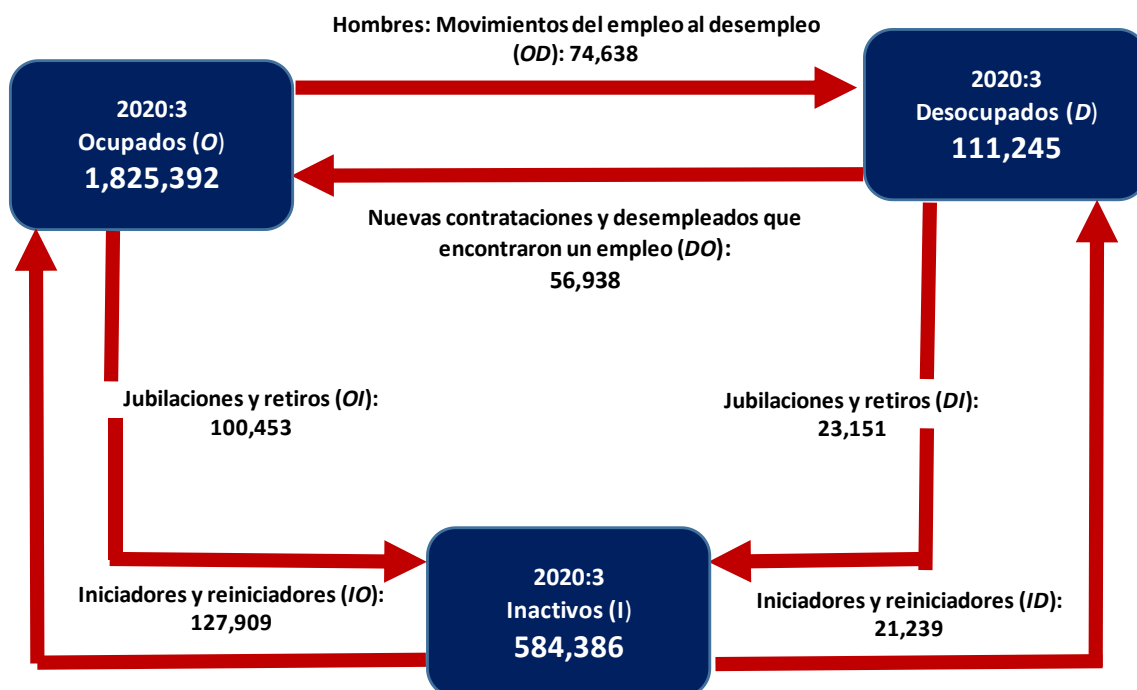 Hombres: Movimientos del empleo al desempleo
(OD): 74,638
2020:3
Ocupados (O)
1,825,392
2020:3
Desocupados (D)
111,245
Nuevas contrataciones y desempleados que
encontraron un empleo (DO):
56,938
Jubilaciones y retiros (OI):
100,453
Jubilaciones y retiros (DI):
23,151
Iniciadores y reiniciadores (IO):
127,909
2020:3
Inactivos (I)
584,386
Iniciadores y reiniciadores (ID):
21,239